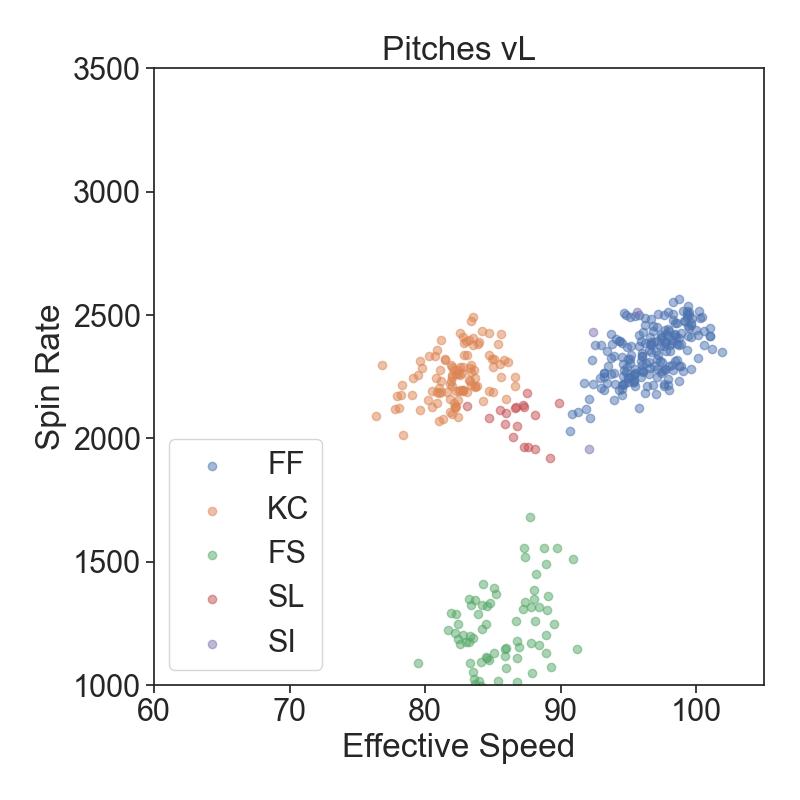 Pitches vL
3500
3000
2500
2000
1500
1000
Spin Rate
FF
KC
FS
SL
SI
60 70 80 90 100
Effective Speed